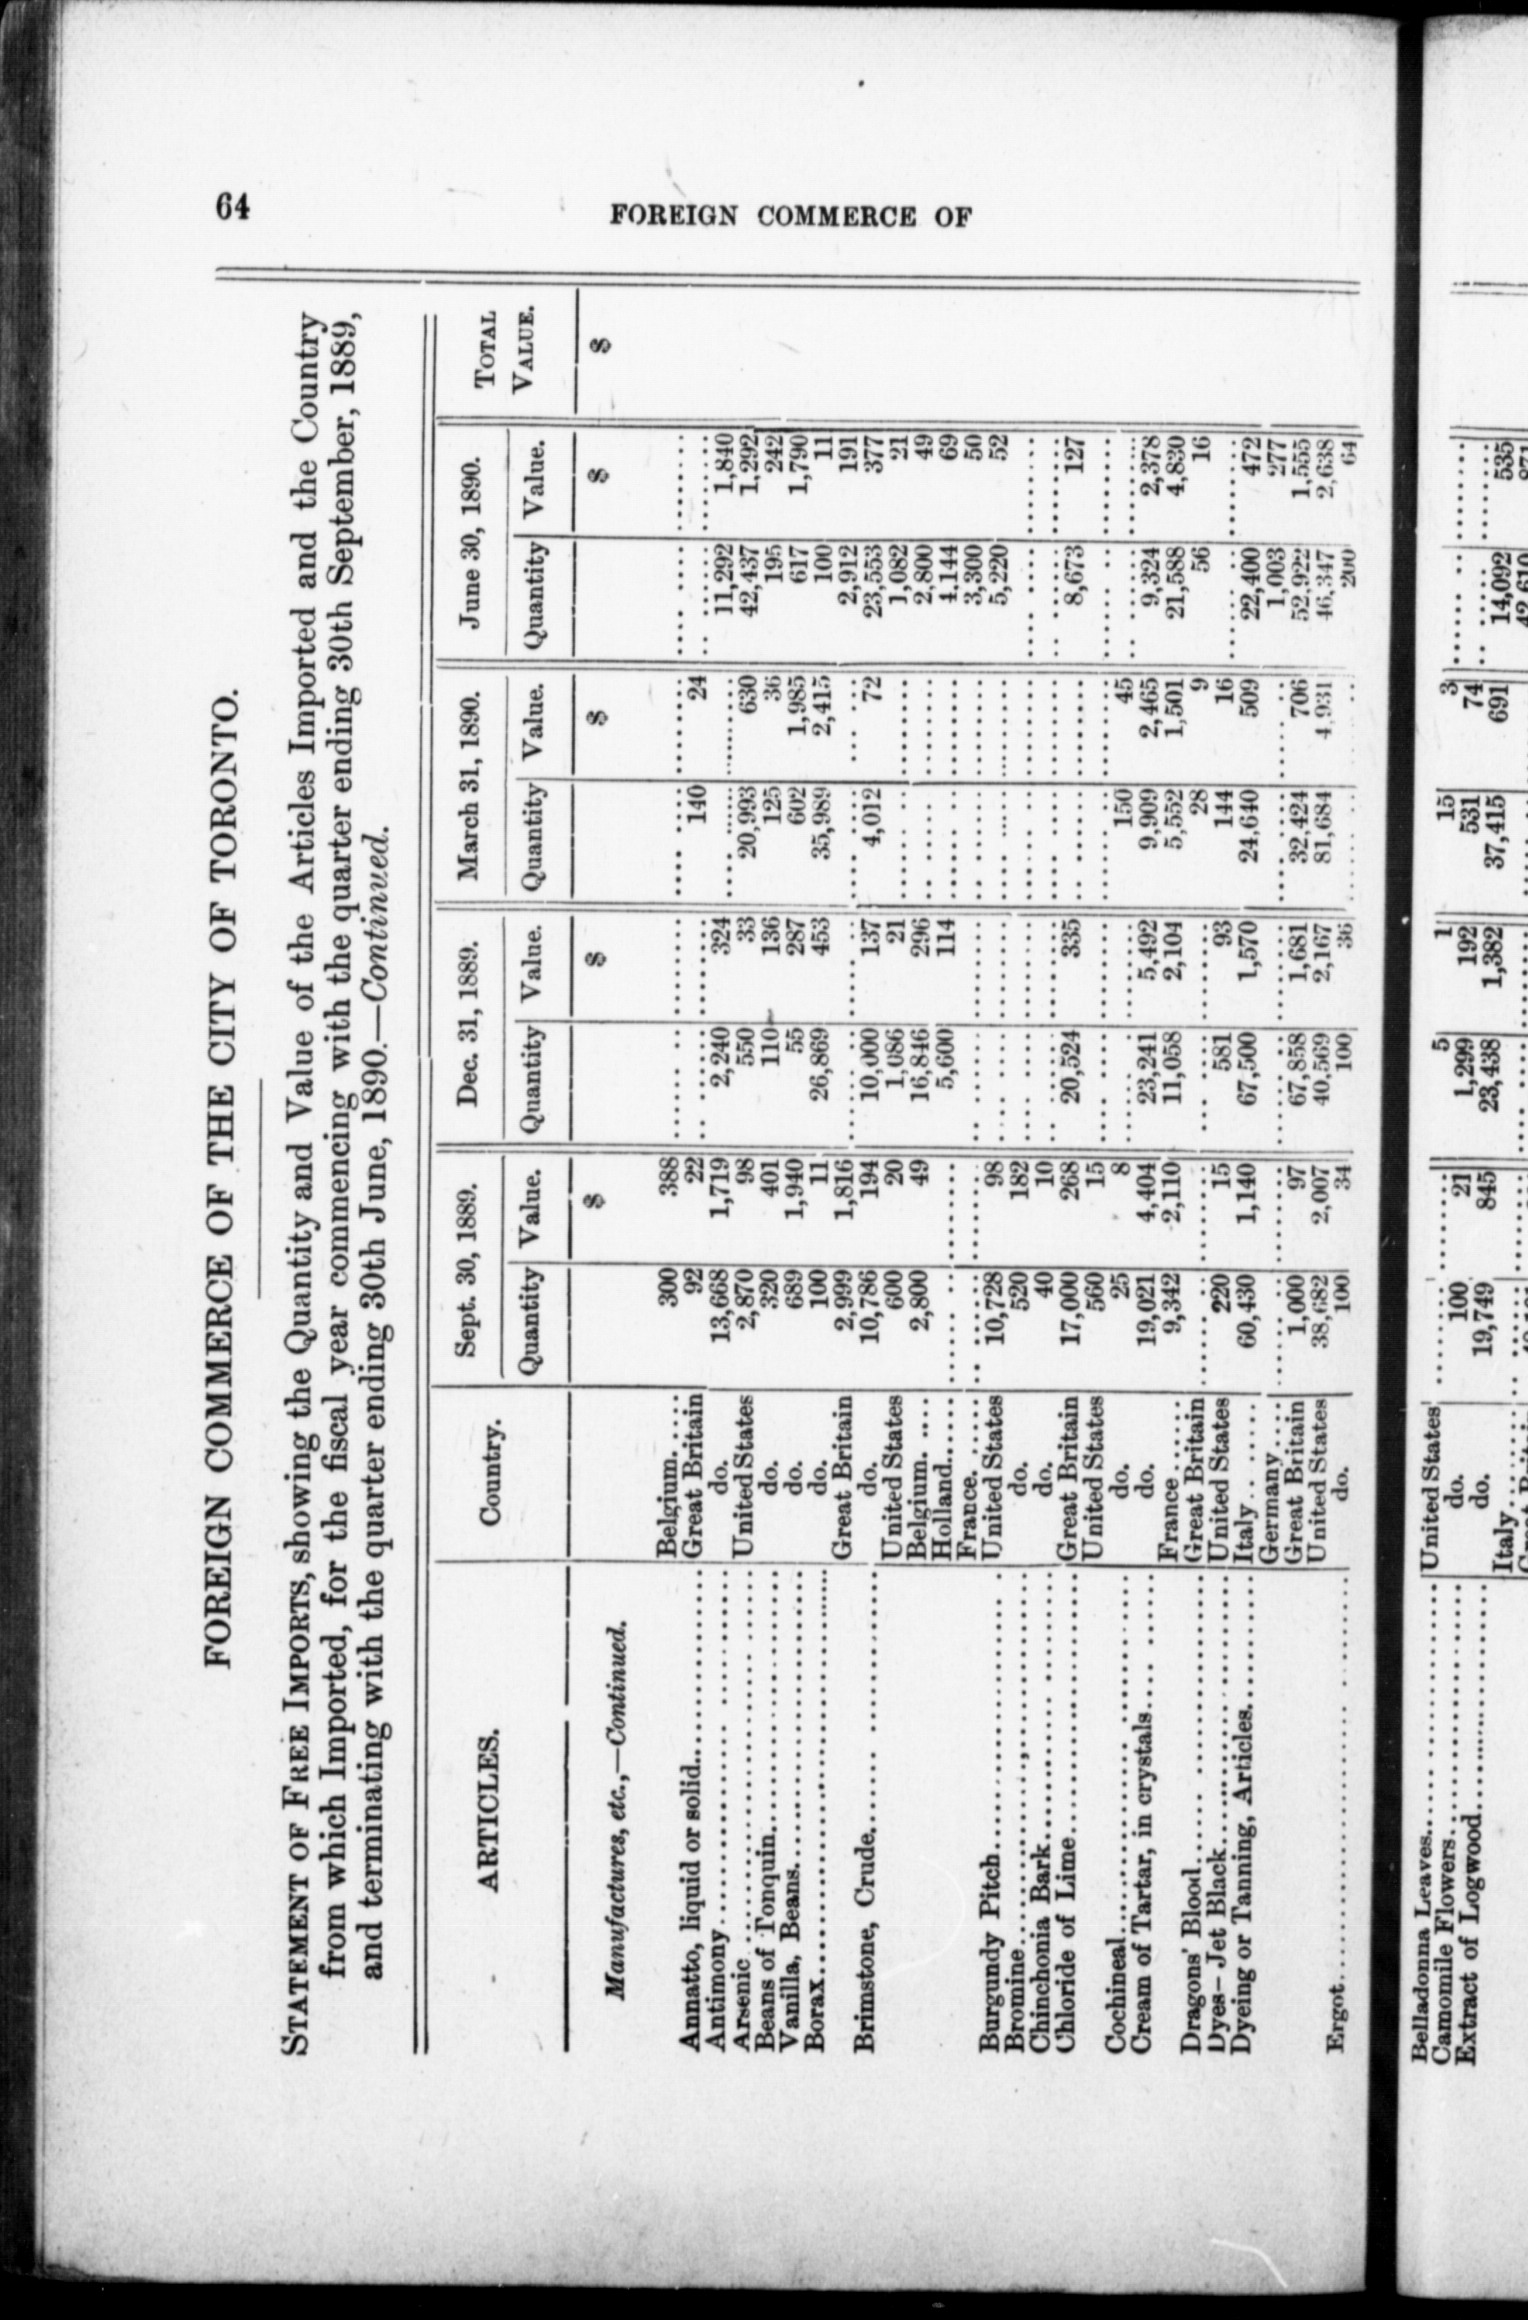 64
FOREIGN COMMERCE OF
FOREIGN COMMERCE OF THE CITY OF TORONTO.
STATEMENT OF FREE IMPORTS, showing the Quantity and Value of the Articles Imported and the Country
from which Imported, for the fiscal year commencing with the quarter ending 30th September, 1889,
and terminating with the quarter ending 30th June, 1890.—Continued.
ARTICLES. Country. Sept. 30, 1889. Dec. 31, 1889. March 31, 1890. June 30, 1890. TOTAL VALUE.
Quantity Value. Quantity Value. Quantity Value. Quantity Value.
$ $ $ $ $
Manufactures, etc.,—Continued.
Belgium..... 300 388 ...... ...... ...... ...... ...... ......
Annatto, liquid or solid...... Great Britain 92 22 ...... ...... 140 24 ...... ......
Antimony...... do. 13,668 1,719 2,240 324 ...... ...... 11,292 1,840
Arsenic ...... United States 2,870 98 550 33 20,993 630 42,437 1,292
Beans of Tonquin...... do. 320 401 110 136 125 36 195 242
Vanilla, Beans...... do. 689 1,940 55 287 602 1,985 617 1,790
Borax...... do. 100 11 26,869 453 35,989 2,415 100 11
Great Britain 2,999 1,816 ...... ...... ...... ...... 2,912 191
Brimstone, Crude...... do. 10,786 194 10,000 137 4,012 72 23,553 377
United States 600 20 1,086 21 ...... ...... 1,082 21
Belgium..... 2,800 49 16,846 296 ...... ...... 2,800 49
Holland...... ...... ...... 5,600 114 ...... ...... 4,144 69
France...... ...... ...... ...... ...... ...... ...... 3,300 50
Burgundy Pitch...... United States 10,728 98 ...... ...... ...... ...... 5,220 52
Bromine...... do. 520 182 ...... ...... ...... ...... ...... ......
Chinchonia Bark...... do. 40 10 ...... ...... ...... ...... ...... ......
Chloride of Lime...... Great Britain 17,000 268 20,524 335 ...... ...... 8,673 127
United States 560 15 ...... ...... ...... ...... ...... ......
Cochineal...... do. 25 8 ...... ...... 150 45 ...... ......
Cream of Tartar, in crystals...... do. 19,021 4,404 23,241 5,492 9,909 2,465 9,324 2,378
France...... 9,342 2,110 11,058 2,104 5,552 1,501 21,588 4,830
Dragons' Blood...... Great Britain ...... ...... ...... ...... 28 9 56 16
Dyes—Jet Black...... United States 220 15 581 93 144 16 ...... ......
Dyeing or Tanning, Articles...... Italy...... 60,430 1,140 67,500 1,570 24,640 509 22,400 472
Germany.... ...... ...... ...... ...... ...... ...... 1,003 277
Great Britain 1,000 97 67,858 1,681 32,424 706 52,922 1,555
United States 38,682 2,007 40,569 2,167 81,684 4,931 46,347 2,638
Ergot...... do. 100 34 100 36 ...... ...... 200 64
Belladonna Leaves...... United States ...... ...... 5 1 15 3 ...... ......
Camomile Flowers...... do. 100 21 1,299 192 531 74 ...... ......
Extract of Logwood...... do. 19,749 845 23,438 1,382 37,415 691 14,092 535
Italy......